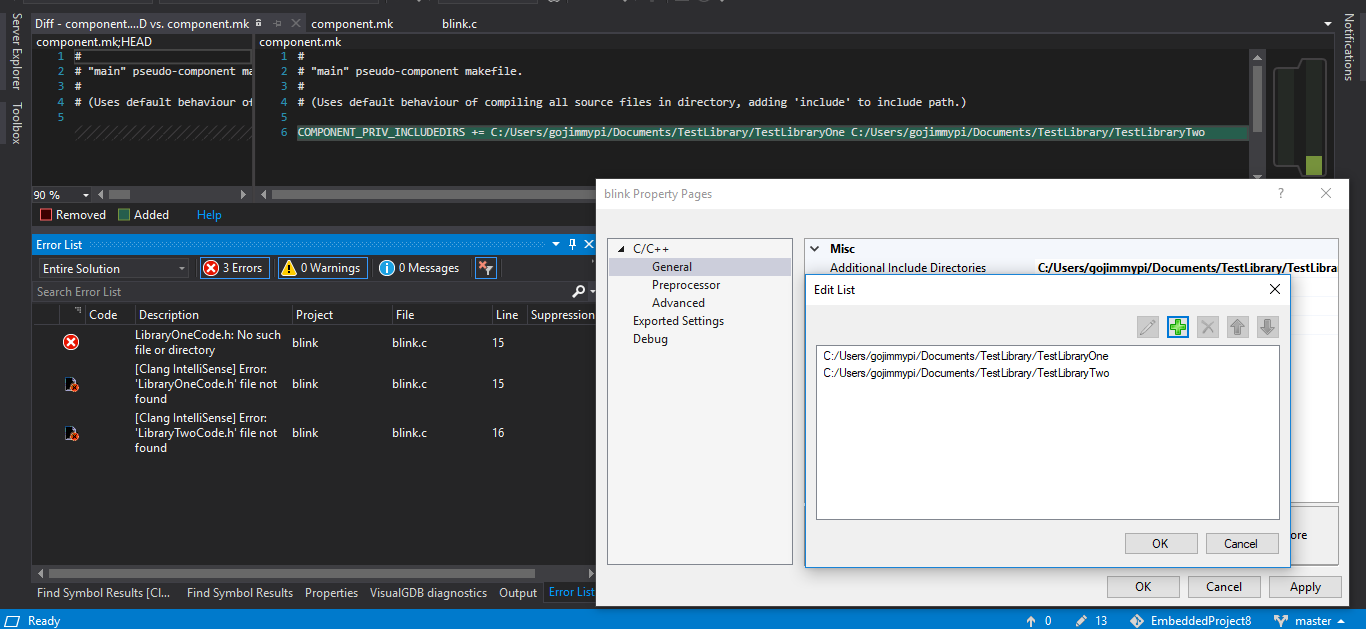 Server Explorer
Toolbox
Notifications
Diff - component....D vs. component.mk
component.mk
blink.c
component.mk;HEAD
component.mk
1 #
2 # "main" pseudo-component ma
3 #
4 # (Uses default behaviour of
5
1 #
2 # "main" pseudo-component makefile.
3 #
4 # (Uses default behaviour of compiling all source files in directory, adding 'include' to include path.)
5
6 COMPONENT_PRIV_INCLUDEDIRS += C:/Users/gojimmypi/Documents/TestLibrary/TestLibraryOne C:/Users/gojimmypi/Documents/TestLibrary/TestLibraryTwo
90 %
Removed Added Help
Error List
Entire Solution 3 Errors 0 Warnings 0 Messages
Search Error List
Code Description Project File Line Suppression
LibraryOneCode.h: No such
file or directory
blink blink.c 15
[Clang IntelliSense] Error:
'LibraryOneCode.h' file not
found
blink blink.c 15
[Clang IntelliSense] Error:
'LibraryTwoCode.h' file not
found
blink blink.c 16
Find Symbol Results [Cl... Find Symbol Results Properties VisualGDB diagnostics Output Error List
blink Property Pages ?
C/C++
General
Preprocessor
Advanced
Exported Settings
Debug
Misc
Additional Include Directories C:/Users/gojimmypi/Documents/TestLibrary/TestLibra
Edit List
C:/Users/gojimmypi/Documents/TestLibrary/TestLibraryOne
C:/Users/gojimmypi/Documents/TestLibrary/TestLibraryTwo
OK Cancel
ore
OK Cancel Apply
Ready 0 13 EmbeddedProject8 master